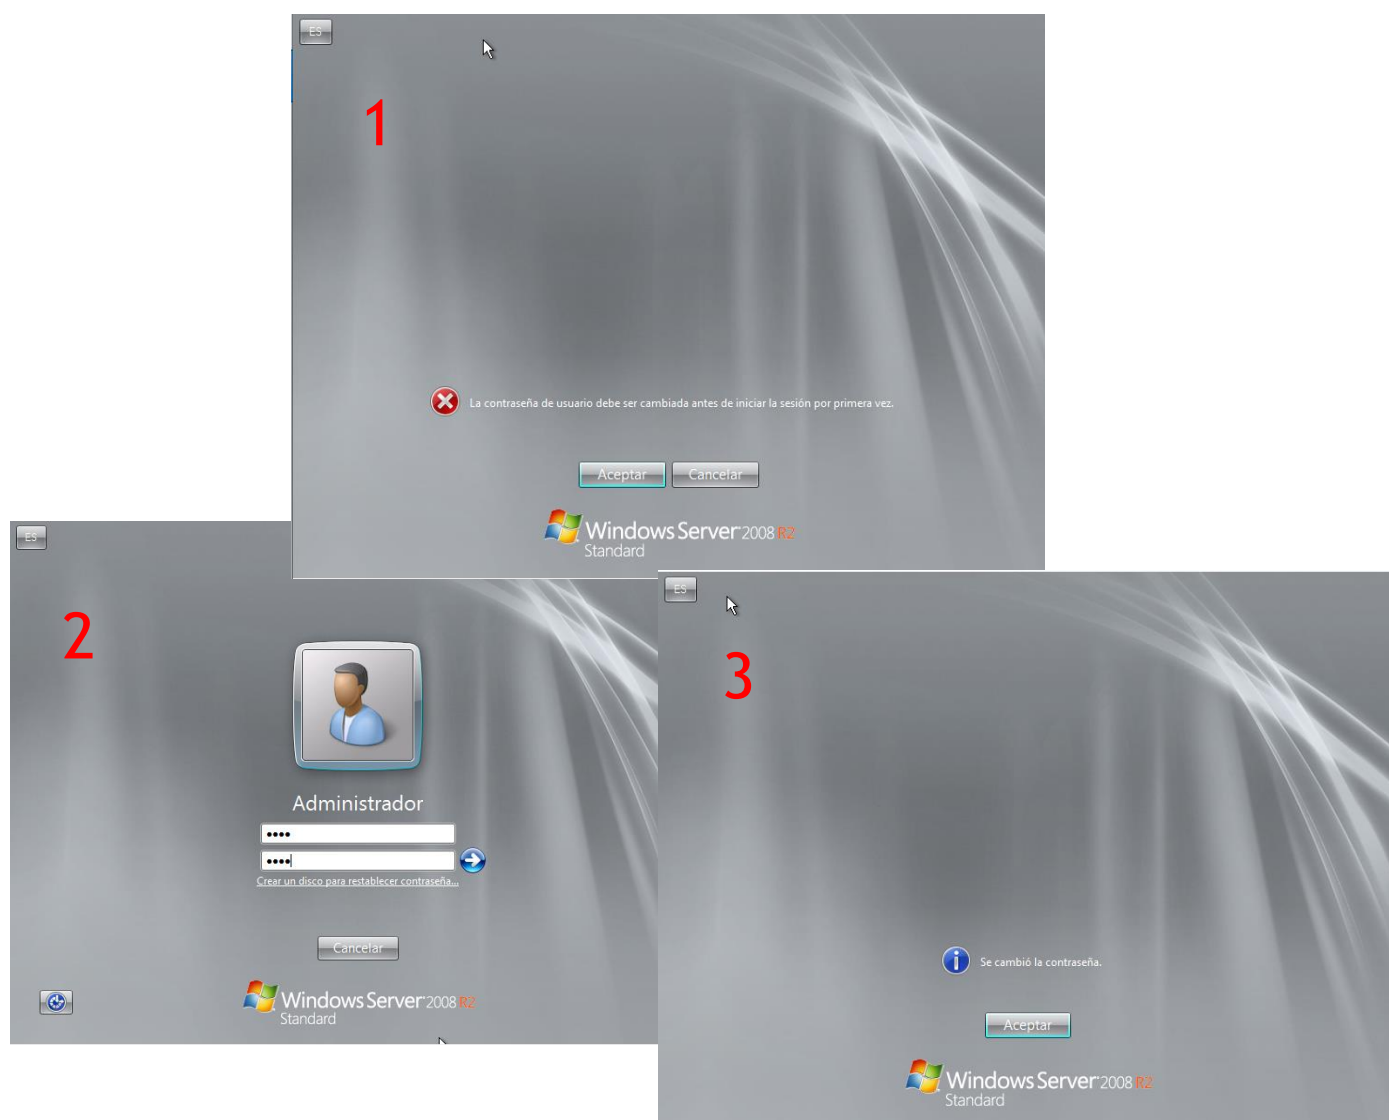 ES
1
La contraseña de usuario debe ser cambiada antes de iniciar la sesión por primera vez.
Aceptar
Cancelar
Windows Server 2008 R2
Standard
ES
2
Administrador
Crear un disco para restablecer contraseña...
Cancelar
Windows Server 2008 R2
Standard
ES
3
Se cambió la contraseña.
Aceptar
Windows Server 2008 R2
Standard